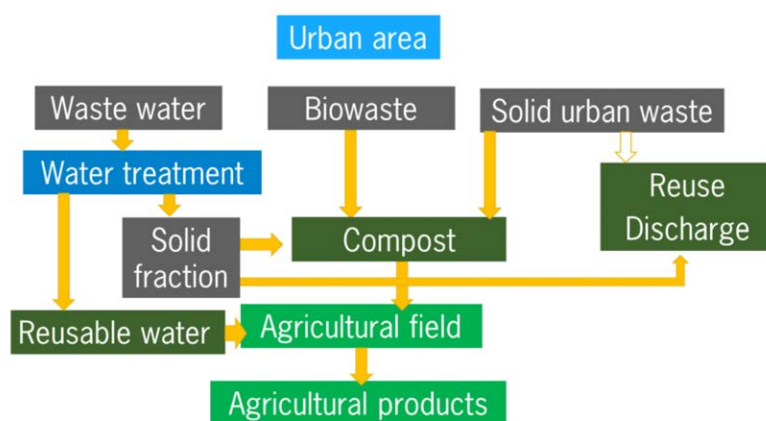 Urban area
Waste water
Biowaste
Solid urban waste
Water treatment
Reuse
Discharge
Solid
fraction
Compost
Reusable water
Agricultural field
Agricultural products